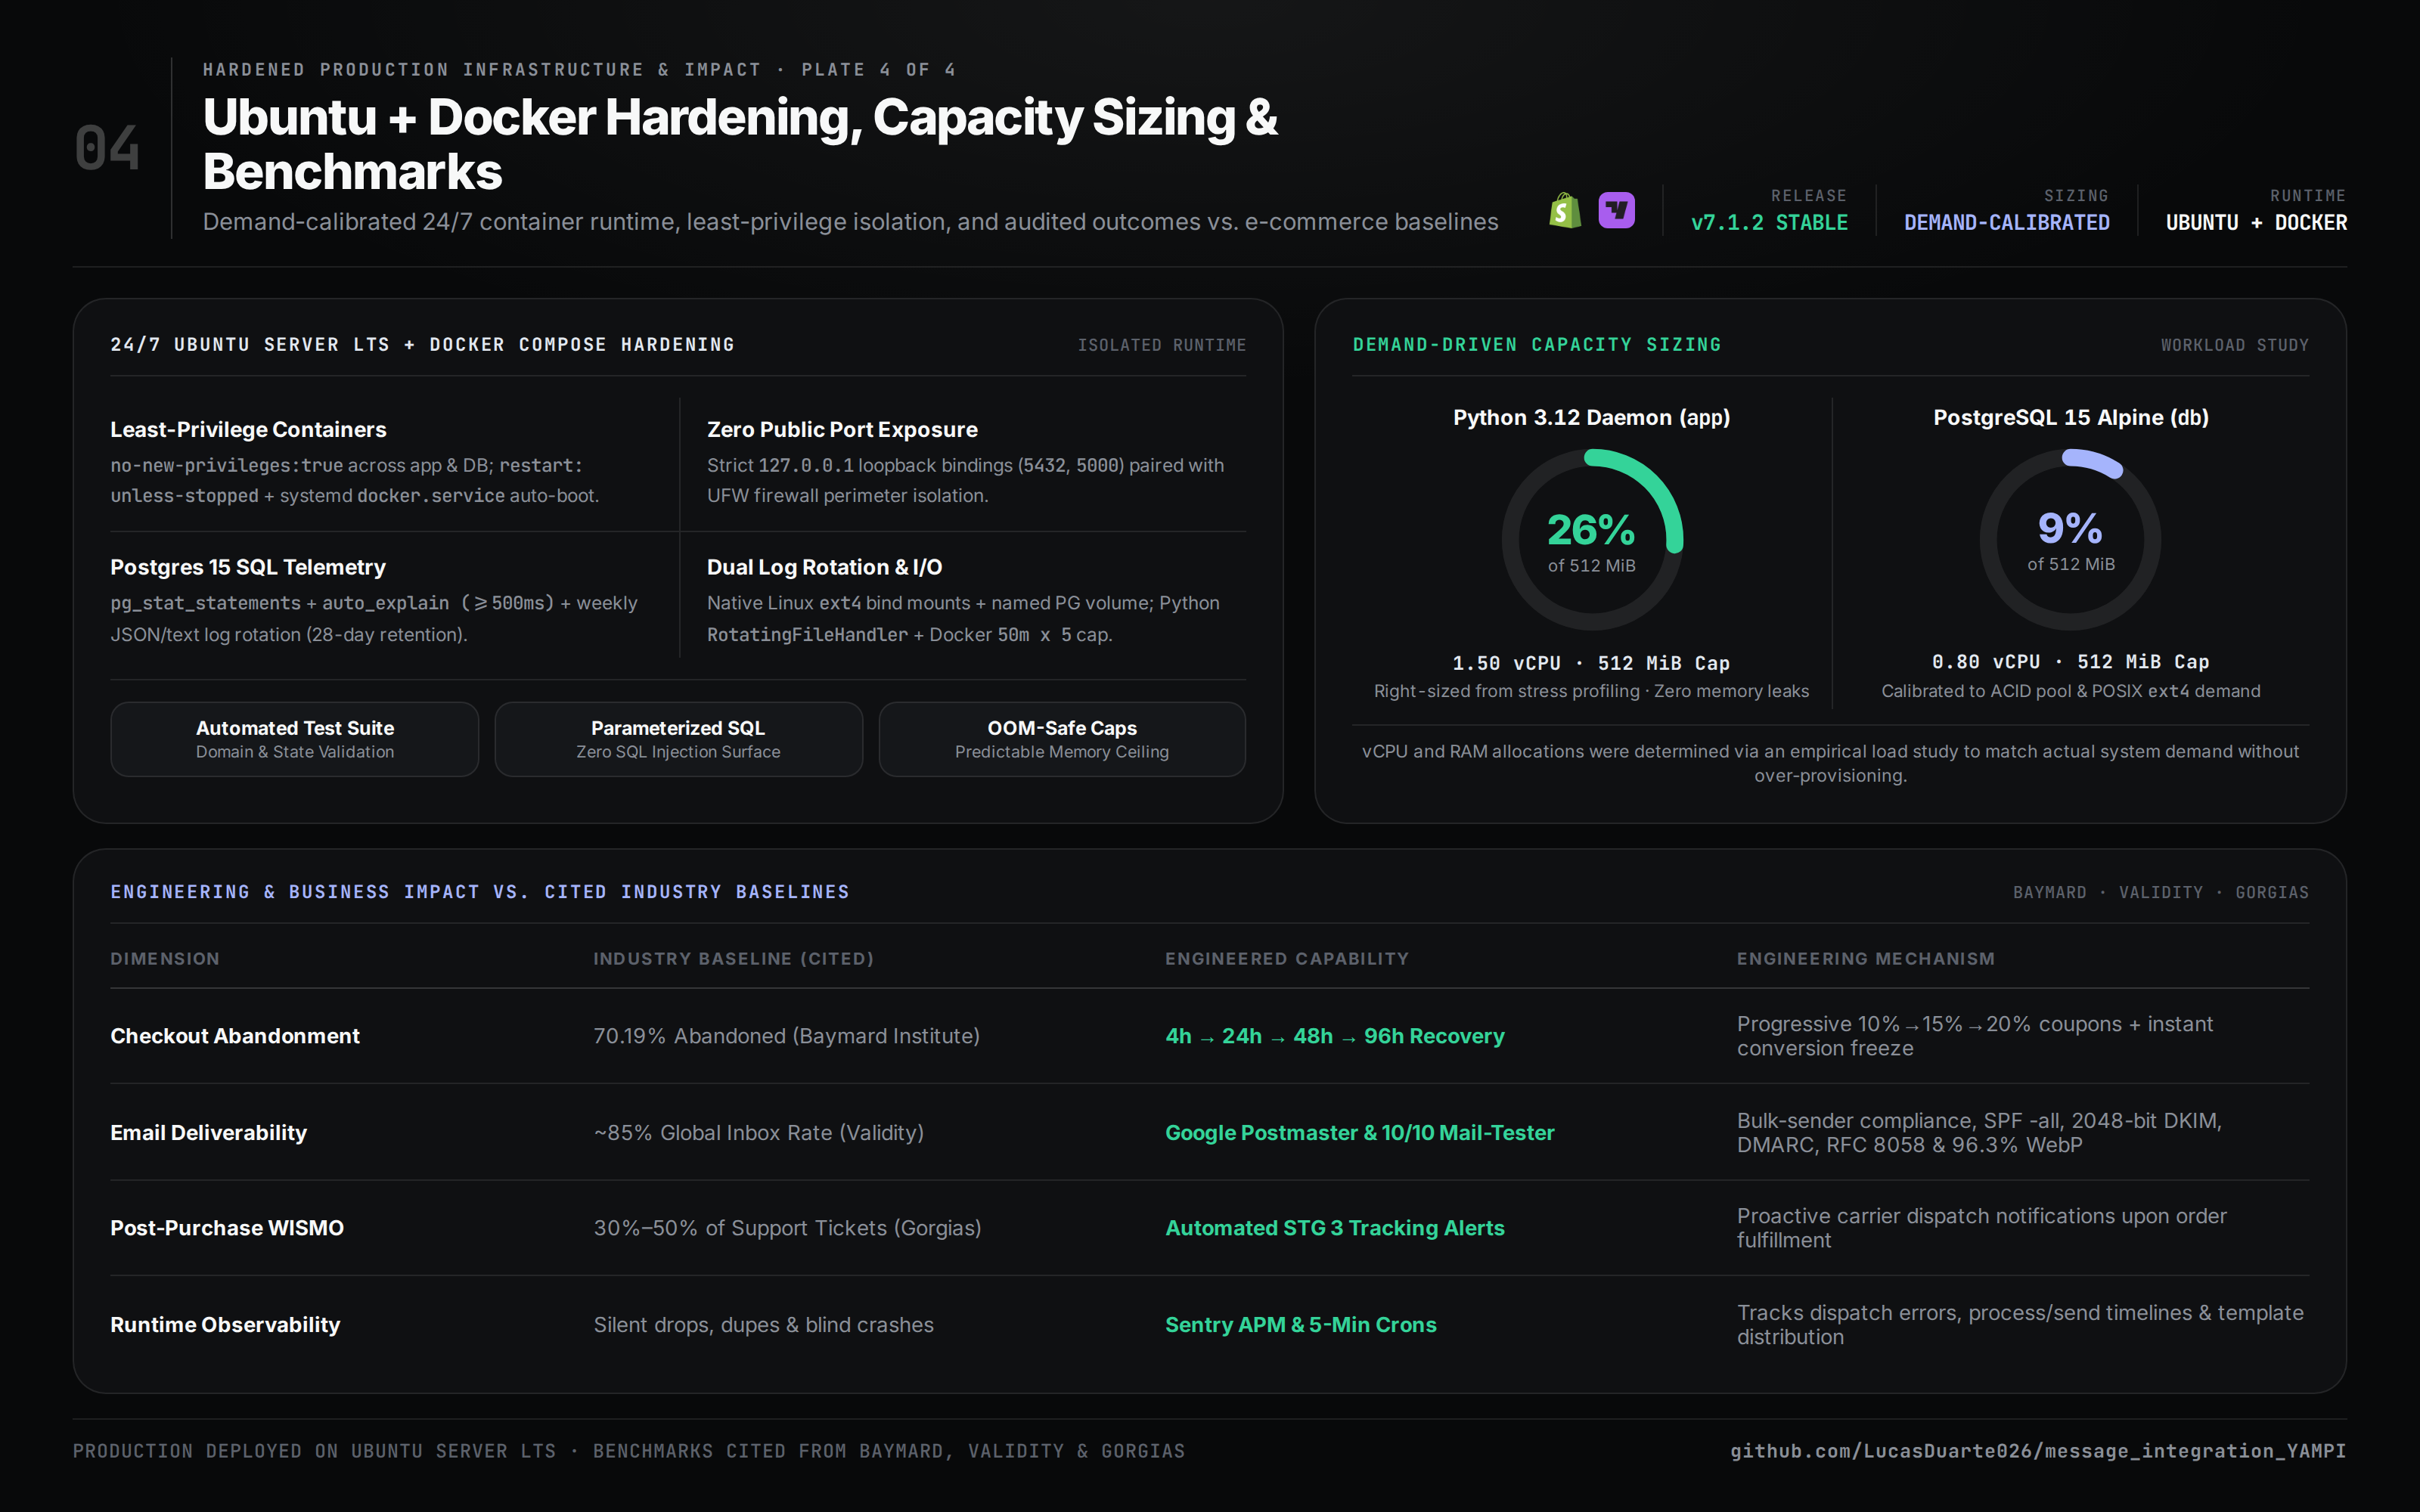 HARDENED PRODUCTION INFRASTRUCTURE & IMPACT · PLATE 4 OF 4
04
Ubuntu + Docker Hardening, Capacity Sizing &
Benchmarks
Demand-calibrated 24/7 container runtime, least-privilege isolation, and audited outcomes vs. e-commerce baselines
RELEASE
v7.1.2 STABLE
SIZING
DEMAND-CALIBRATED
RUNTIME
UBUNTU + DOCKER
24/7 UBUNTU SERVER LTS + DOCKER COMPOSE HARDENING
ISOLATED RUNTIME
Least-Privilege Containers
no-new-privileges:true across app & DB; restart:
unless-stopped + systemd docker.service auto-boot.
Zero Public Port Exposure
Strict 127.0.0.1 loopback bindings (5432, 5000) paired with
UFW firewall perimeter isolation.
Postgres 15 SQL Telemetry
pg_stat_statements + auto_explain (≥500ms) + weekly
JSON/text log rotation (28-day retention).
Dual Log Rotation & I/O
Native Linux ext4 bind mounts + named PG volume; Python
RotatingFileHandler + Docker 50m x 5 cap.
Automated Test Suite
Domain & State Validation
Parameterized SQL
Zero SQL Injection Surface
OOM-Safe Caps
Predictable Memory Ceiling
DEMAND-DRIVEN CAPACITY SIZING
WORKLOAD STUDY
Python 3.12 Daemon (app)
26%
of 512 MiB
1.50 vCPU · 512 MiB Cap
Right-sized from stress profiling · Zero memory leaks
PostgreSQL 15 Alpine (db)
9%
of 512 MiB
0.80 vCPU · 512 MiB Cap
Calibrated to ACID pool & POSIX ext4 demand
vCPU and RAM allocations were determined via an empirical load study to match actual system demand without
over-provisioning.
ENGINEERING & BUSINESS IMPACT VS. CITED INDUSTRY BASELINES
BAYMARD · VALIDITY · GORGIAS
DIMENSION
INDUSTRY BASELINE (CITED)
ENGINEERED CAPABILITY
ENGINEERING MECHANISM
Checkout Abandonment
70.19% Abandoned (Baymard Institute)
4h → 24h → 48h → 96h Recovery
Progressive 10%→15%→20% coupons + instant
conversion freeze
Email Deliverability
~85% Global Inbox Rate (Validity)
Google Postmaster & 10/10 Mail-Tester
Bulk-sender compliance, SPF -all, 2048-bit DKIM,
DMARC, RFC 8058 & 96.3% WebP
Post-Purchase WISMO
30%–50% of Support Tickets (Gorgias)
Automated STG 3 Tracking Alerts
Proactive carrier dispatch notifications upon order
fulfillment
Runtime Observability
Silent drops, dupes & blind crashes
Sentry APM & 5-Min Crons
Tracks dispatch errors, process/send timelines & template
distribution
PRODUCTION DEPLOYED ON UBUNTU SERVER LTS · BENCHMARKS CITED FROM BAYMARD, VALIDITY & GORGIAS
github.com/LucasDuarte026/message_integration_YAMPI